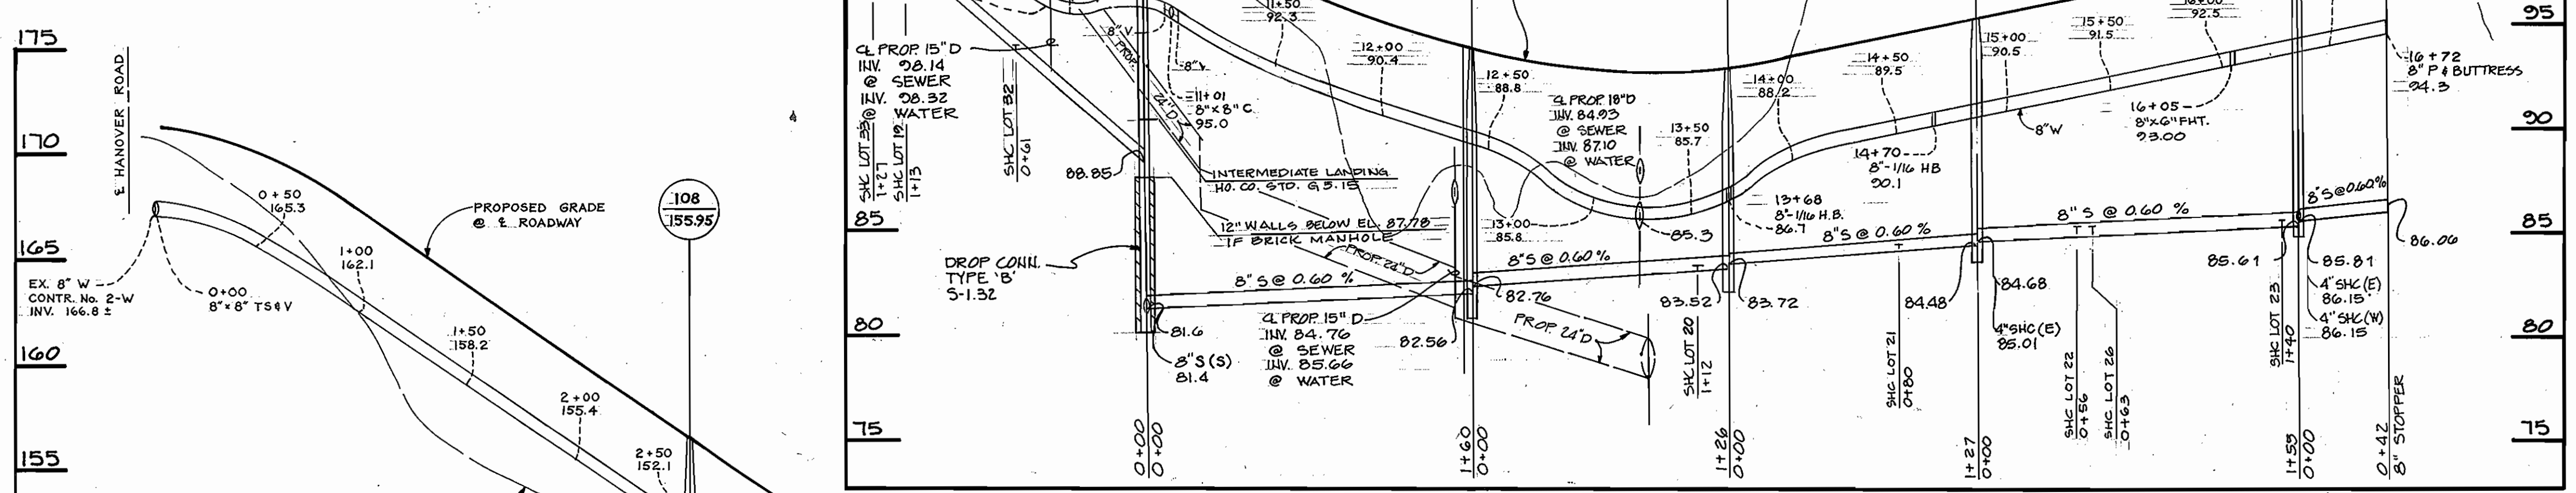 175
170
165
160
155
℄ HANOVER ROAD
EX. 8" W
CONTR. No. 2-W
INV. 166.8 ±
0+00
8"x 8" TS&V
0+50
165.3
1+00
162.1
1+50
158.2
2+00
155.4
2+50
152.1
PROPOSED GRADE
@ ℄ ROADWAY
108
155.95
85
80
75
℄ PROP. 15" D
INV. 98.14
@ SEWER
INV. 98.32
@ WATER
SHC LOT 33
1+27
SHC LOT 19
1+13
SHC LOT 32
0+61
88.85
DROP CONN.
TYPE 'B'
S-1.32
8" V
PROP.
24" D
8" V
11+01
8"x8" C.
95.0
11+50
92.3
12+00
90.4
12+50
88.8
INTERMEDIATE LANDING
HO. CO. STD. G 5.15
12" WALLS BELOW EL. 87.78
IF BRICK MANHOLE
PROP. 24" D
8" S @ 0.60 %
81.6
8" S (S)
81.4
℄ PROP. 15" D
INV. 84.76
@ SEWER
INV. 85.66
@ WATER
82.56
82.76
8" S @ 0.60 %
PROP. 24" D
13+00
85.8
℄ PROP. 18" D
INV. 84.93
@ SEWER
INV. 87.10
@ WATER
13+50
85.7
85.3
13+68
8"-1/16 H.B.
86.7
14+00
88.2
14+50
89.5
14+70
8"-1/16 HB
90.1
15+00
90.5
15+50
91.5
16+00
92.5
8" W
16+05
8"x6" FHT.
93.00
16+72
8" P & BUTTRESS
94.3
83.52
83.72
SHC LOT 20
1+12
8" S @ 0.60 %
SHC LOT 21
0+80
84.48
84.68
4" SHC (E)
85.01
8" S @ 0.60 %
SHC LOT 22
0+56
SHC LOT 26
0+63
85.61
85.81
SHC LOT 23
1+40
4" SHC (E)
86.15
4" SHC (W)
86.15
8" S @ 0.60 %
86.06
0+00
0+00
1+60
0+00
1+26
0+00
1+27
0+00
1+55
0+00
0+42
8" STOPPER
95
90
85
80
75